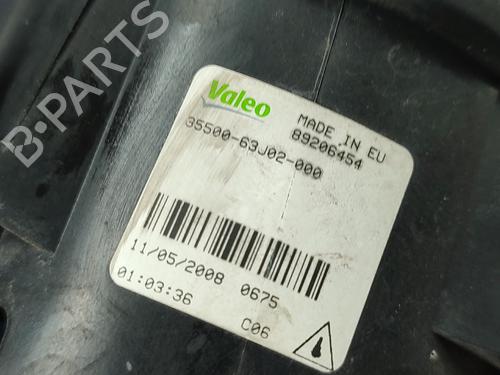 B-PARTS
Valeo
MADE IN EU
89206454
35500-63J02-000
11/05/2008 0675
01:03:36 C06